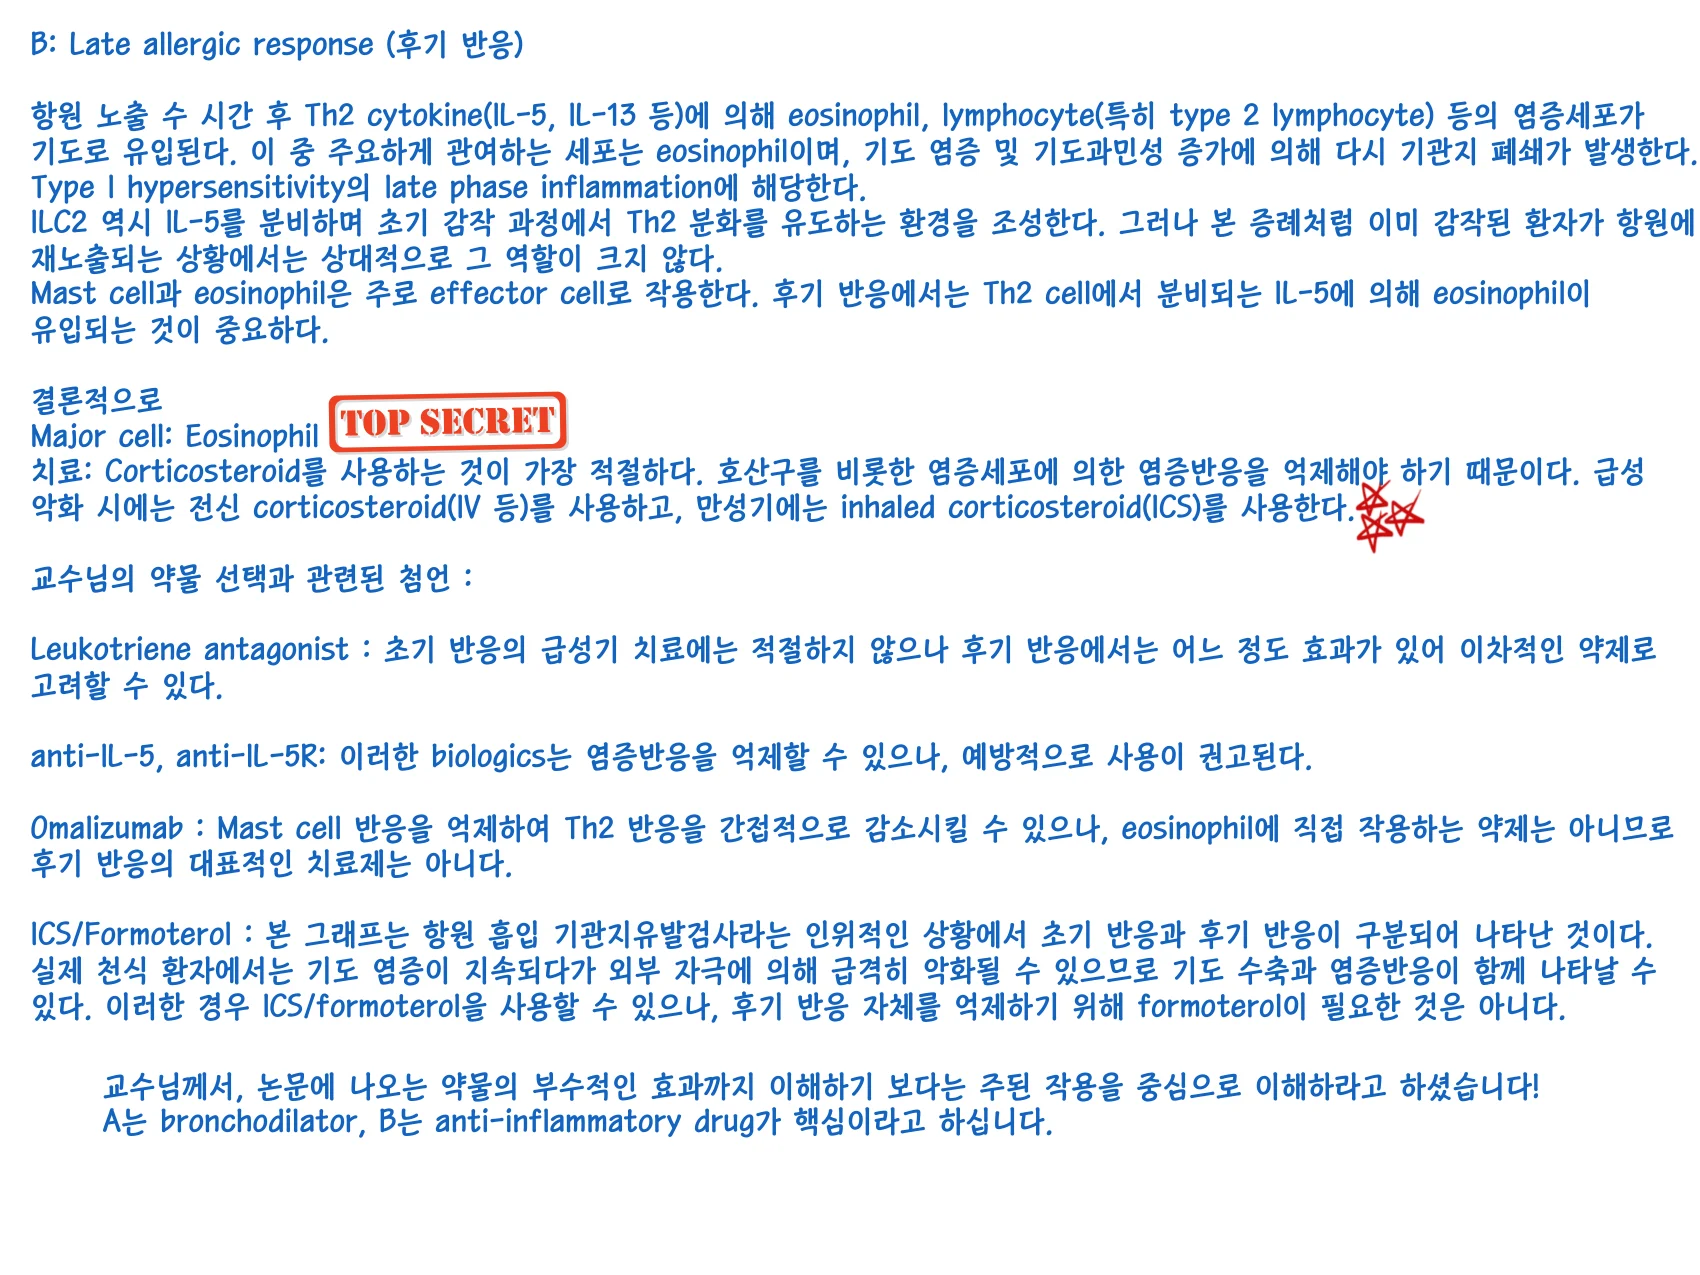 B: Late allergic response (후기 반응)
항원 노출 수 시간 후 Th2 cytokine(IL-5, IL-13 등)에 의해 eosinophil, lymphocyte(특히 type 2 lymphocyte) 등의 염증세포가
기도로 유입된다. 이 중 주요하게 관여하는 세포는 eosinophil이며, 기도 염증 및 기도과민성 증가에 의해 다시 기관지 폐쇄가 발생한다.
Type I hypersensitivity의 late phase inflammation에 해당한다.
ILC2 역시 IL-5를 분비하며 초기 감작 과정에서 Th2 분화를 유도하는 환경을 조성한다. 그러나 본 증례처럼 이미 감작된 환자가 항원에
재노출되는 상황에서는 상대적으로 그 역할이 크지 않다.
Mast cell과 eosinophil은 주로 effector cell로 작용한다. 후기 반응에서는 Th2 cell에서 분비되는 IL-5에 의해 eosinophil이
유입되는 것이 중요하다.
결론적으로
Major cell: Eosinophil TOP SECRET
치료: Corticosteroid를 사용하는 것이 가장 적절하다. 호산구를 비롯한 염증세포에 의한 염증반응을 억제해야 하기 때문이다. 급성
악화 시에는 전신 corticosteroid(IV 등)를 사용하고, 만성기에는 inhaled corticosteroid(ICS)를 사용한다.
교수님의 약물 선택과 관련된 첨언 :
Leukotriene antagonist : 초기 반응의 급성기 치료에는 적절하지 않으나 후기 반응에서는 어느 정도 효과가 있어 이차적인 약제로
고려할 수 있다.
anti-IL-5, anti-IL-5R: 이러한 biologics는 염증반응을 억제할 수 있으나, 예방적으로 사용이 권고된다.
Omalizumab : Mast cell 반응을 억제하여 Th2 반응을 간접적으로 감소시킬 수 있으나, eosinophil에 직접 작용하는 약제는 아니므로
후기 반응의 대표적인 치료제는 아니다.
ICS/Formoterol : 본 그래프는 항원 흡입 기관지유발검사라는 인위적인 상황에서 초기 반응과 후기 반응이 구분되어 나타난 것이다.
실제 천식 환자에서는 기도 염증이 지속되다가 외부 자극에 의해 급격히 악화될 수 있으므로 기도 수축과 염증반응이 함께 나타날 수
있다. 이러한 경우 ICS/formoterol을 사용할 수 있으나, 후기 반응 자체를 억제하기 위해 formoterol이 필요한 것은 아니다.
교수님께서, 논문에 나오는 약물의 부수적인 효과까지 이해하기 보다는 주된 작용을 중심으로 이해하라고 하셨습니다!
A는 bronchodilator, B는 anti-inflammatory drug가 핵심이라고 하십니다.